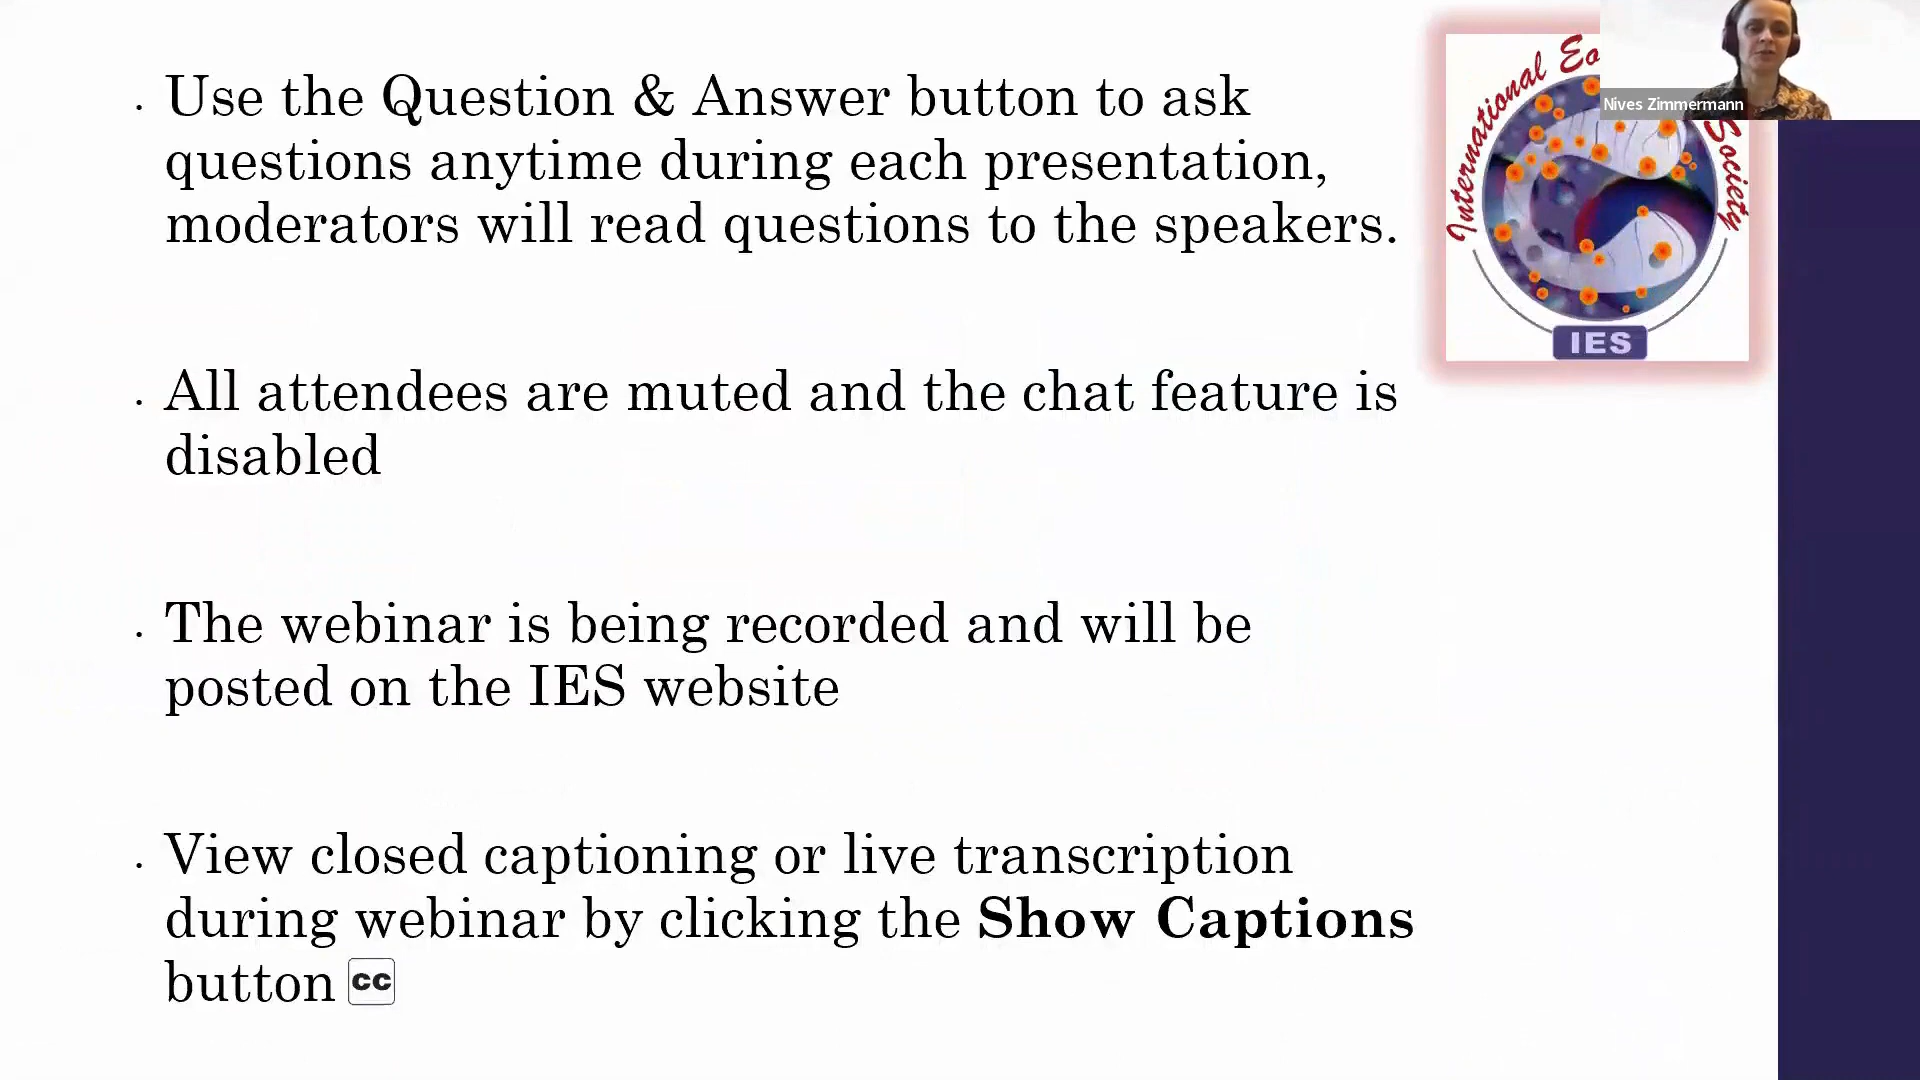 · Use the Question & Answer button to ask
questions anytime during each presentation,
moderators will read questions to the speakers.
· All attendees are muted and the chat feature is
disabled
· The webinar is being recorded and will be
posted on the IES website
· View closed captioning or live transcription
during webinar by clicking the Show Captions
button CC
International Eo
Society
IES
Nives Zimmermann